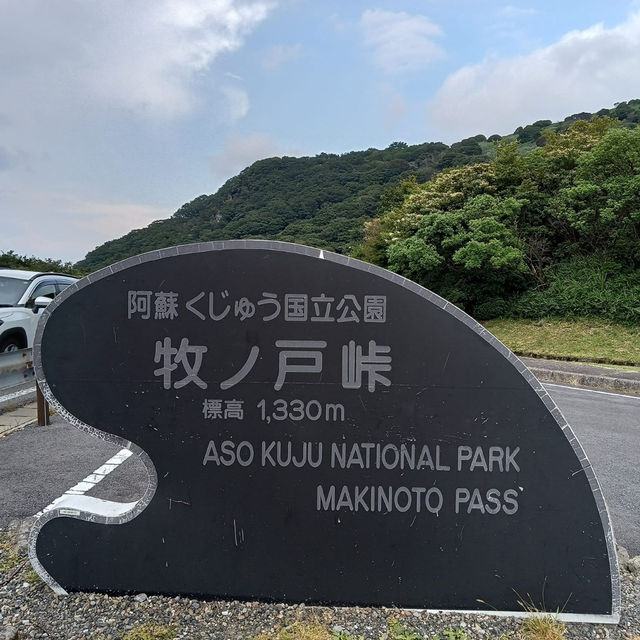 阿蘇くじゅう国立公園
牧ノ戸峠
標高 1,330m
ASO KUJU NATIONAL PARK
MAKINOTO PASS